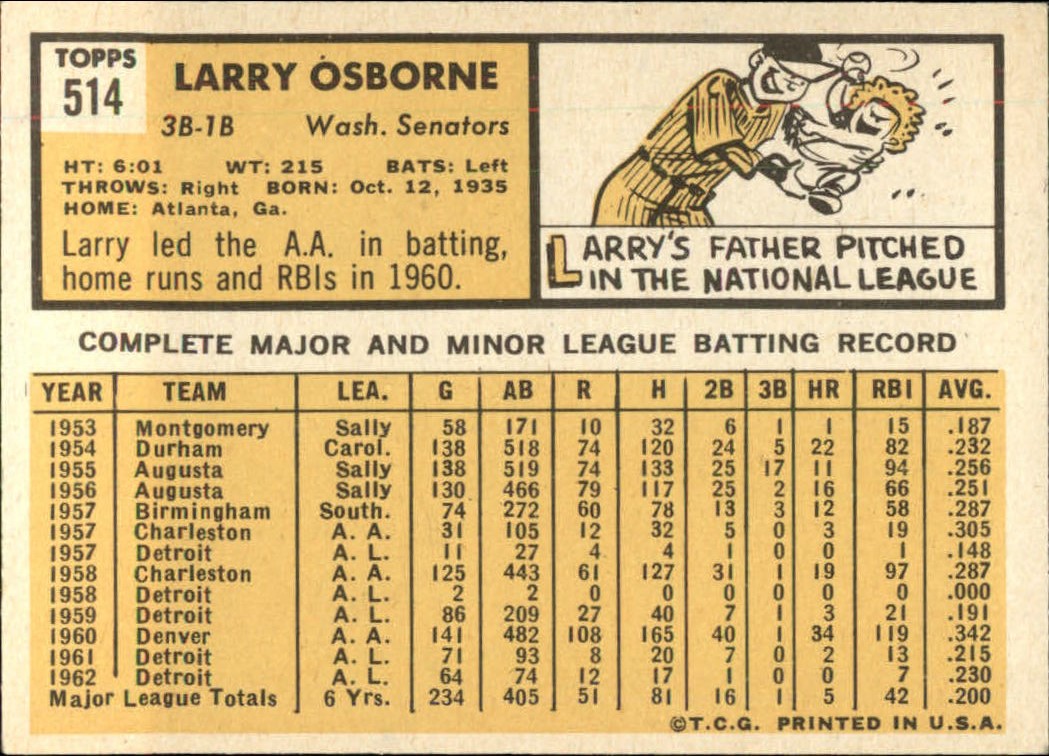 TOPPS
514
LARRY OSBORNE
3B-1B Wash. Senators
HT: 6:01 WT: 215 BATS: Left
THROWS: Right BORN: Oct. 12, 1935
HOME: Atlanta, Ga.
Larry led the A.A. in batting,
home runs and RBIs in 1960.
LARRY'S FATHER PITCHED
IN THE NATIONAL LEAGUE
COMPLETE MAJOR AND MINOR LEAGUE BATTING RECORD
YEAR TEAM LEA. G AB R H 2B 3B HR RBI AVG.
1953 Montgomery Sally 58 171 10 32 6 1 1 15 .187
1954 Durham Carol. 138 518 74 120 24 5 22 82 .232
1955 Augusta Sally 138 519 74 133 25 17 11 94 .256
1956 Augusta Sally 130 466 79 117 25 2 16 66 .251
1957 Birmingham South. 74 272 60 78 13 3 12 58 .287
1957 Charleston A. A. 31 105 12 32 5 0 3 19 .305
1957 Detroit A. L. 11 27 4 4 1 0 0 1 .148
1958 Charleston A. A. 125 443 61 127 31 1 19 97 .287
1958 Detroit A. L. 2 2 0 0 0 0 0 0 .000
1959 Detroit A. L. 86 209 27 40 7 1 3 21 .191
1960 Denver A. A. 141 482 108 165 40 1 34 119 .342
1961 Detroit A. L. 71 93 8 20 7 0 2 13 .215
1962 Detroit A. L. 64 74 12 17 1 0 0 7 .230
Major League Totals 6 Yrs. 234 405 51 81 16 1 5 42 .200
©T.C.G. PRINTED IN U.S.A.